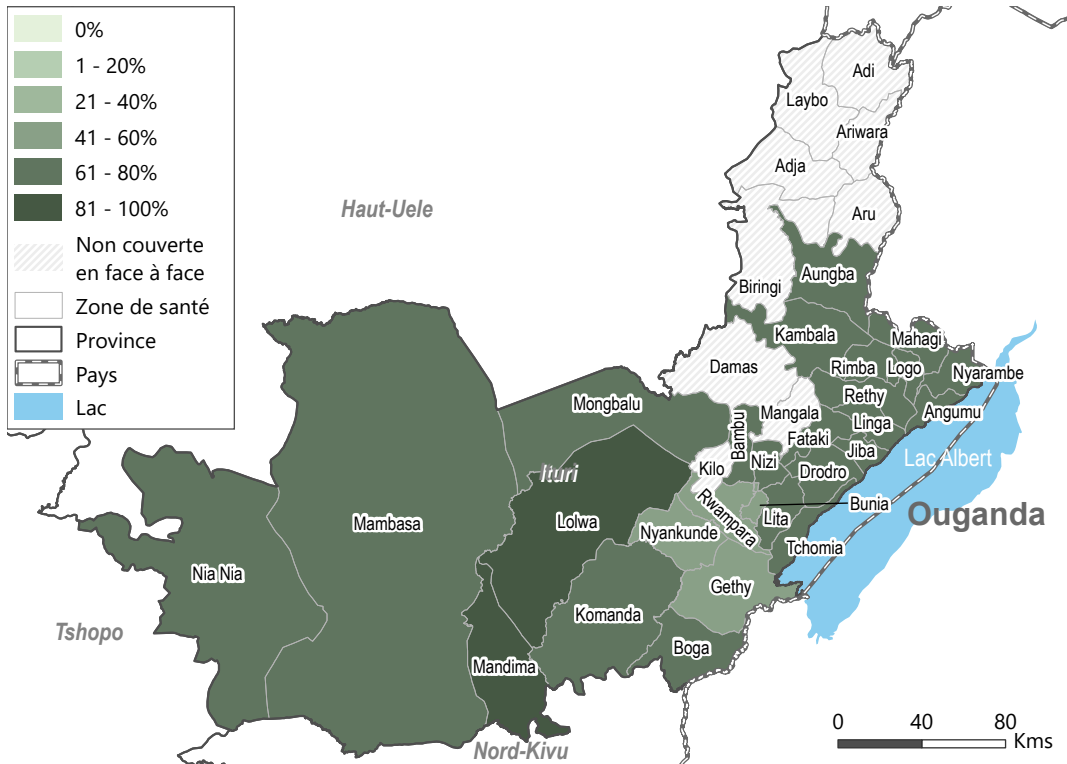 0%
1 - 20%
21 - 40%
41 - 60%
61 - 80%
81 - 100%
Non couverte
en face à face
Zone de santé
Province
Pays
Lac
Haut-Uele
Adi
Laybo
Ariwara
Adja
Aru
Aungba
Biringi
Kambala
Mahagi
Damas
Rimba
Logo
Nyarambe
Rethy
Mongbalu
Mangala
Linga
Angumu
Bambu
Fataki
Jiba
Lac Albert
Kilo
Nizi
Drodro
Ituri
Rwampara
Bunia
Ouganda
Mambasa
Lolwa
Nyankunde
Lita
Tchomia
Nia Nia
Gethy
Komanda
Tshopo
Boga
Mandima
Nord-Kivu
0 40 80
Kms